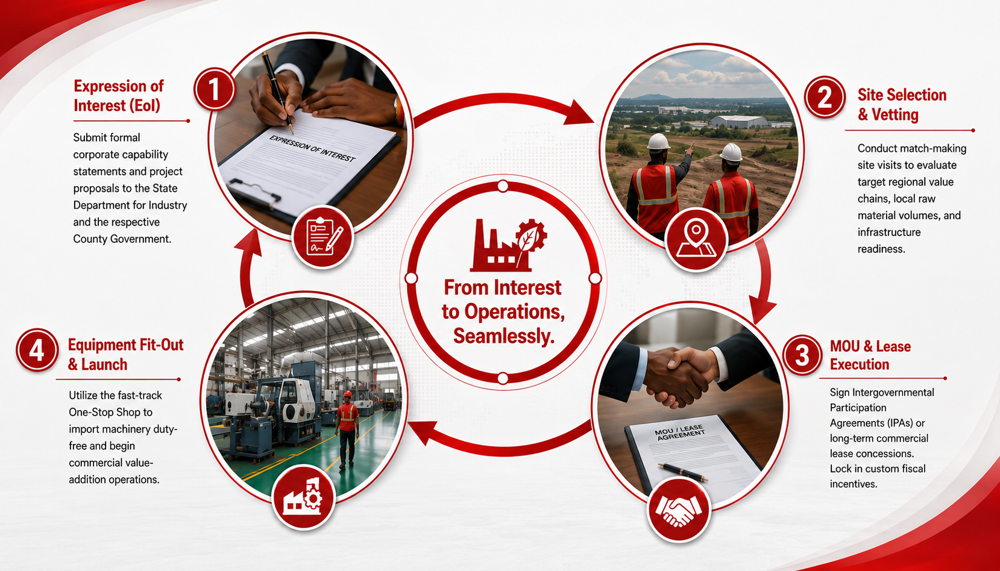 1
Expression of
Interest (EoI)
Submit formal
corporate capability
statements and project
proposals to the State
Department for Industry
and the respective
County Government.
EXPRESSION OF INTEREST
2
Site Selection
& Vetting
Conduct match-making
site visits to evaluate
target regional value
chains, local raw
material volumes, and
infrastructure
readiness.
From Interest
to Operations,
Seamlessly.
3
MOU & Lease
Execution
Sign Intergovernmental
Participation
Agreements (IPAs) or
long-term commercial
lease concessions.
Lock in custom fiscal
incentives.
MOU / LEASE
AGREEMENT
4
Equipment Fit-Out
& Launch
Utilize the fast-track
One-Stop Shop to
import machinery duty-
free and begin
commercial value-
addition operations.